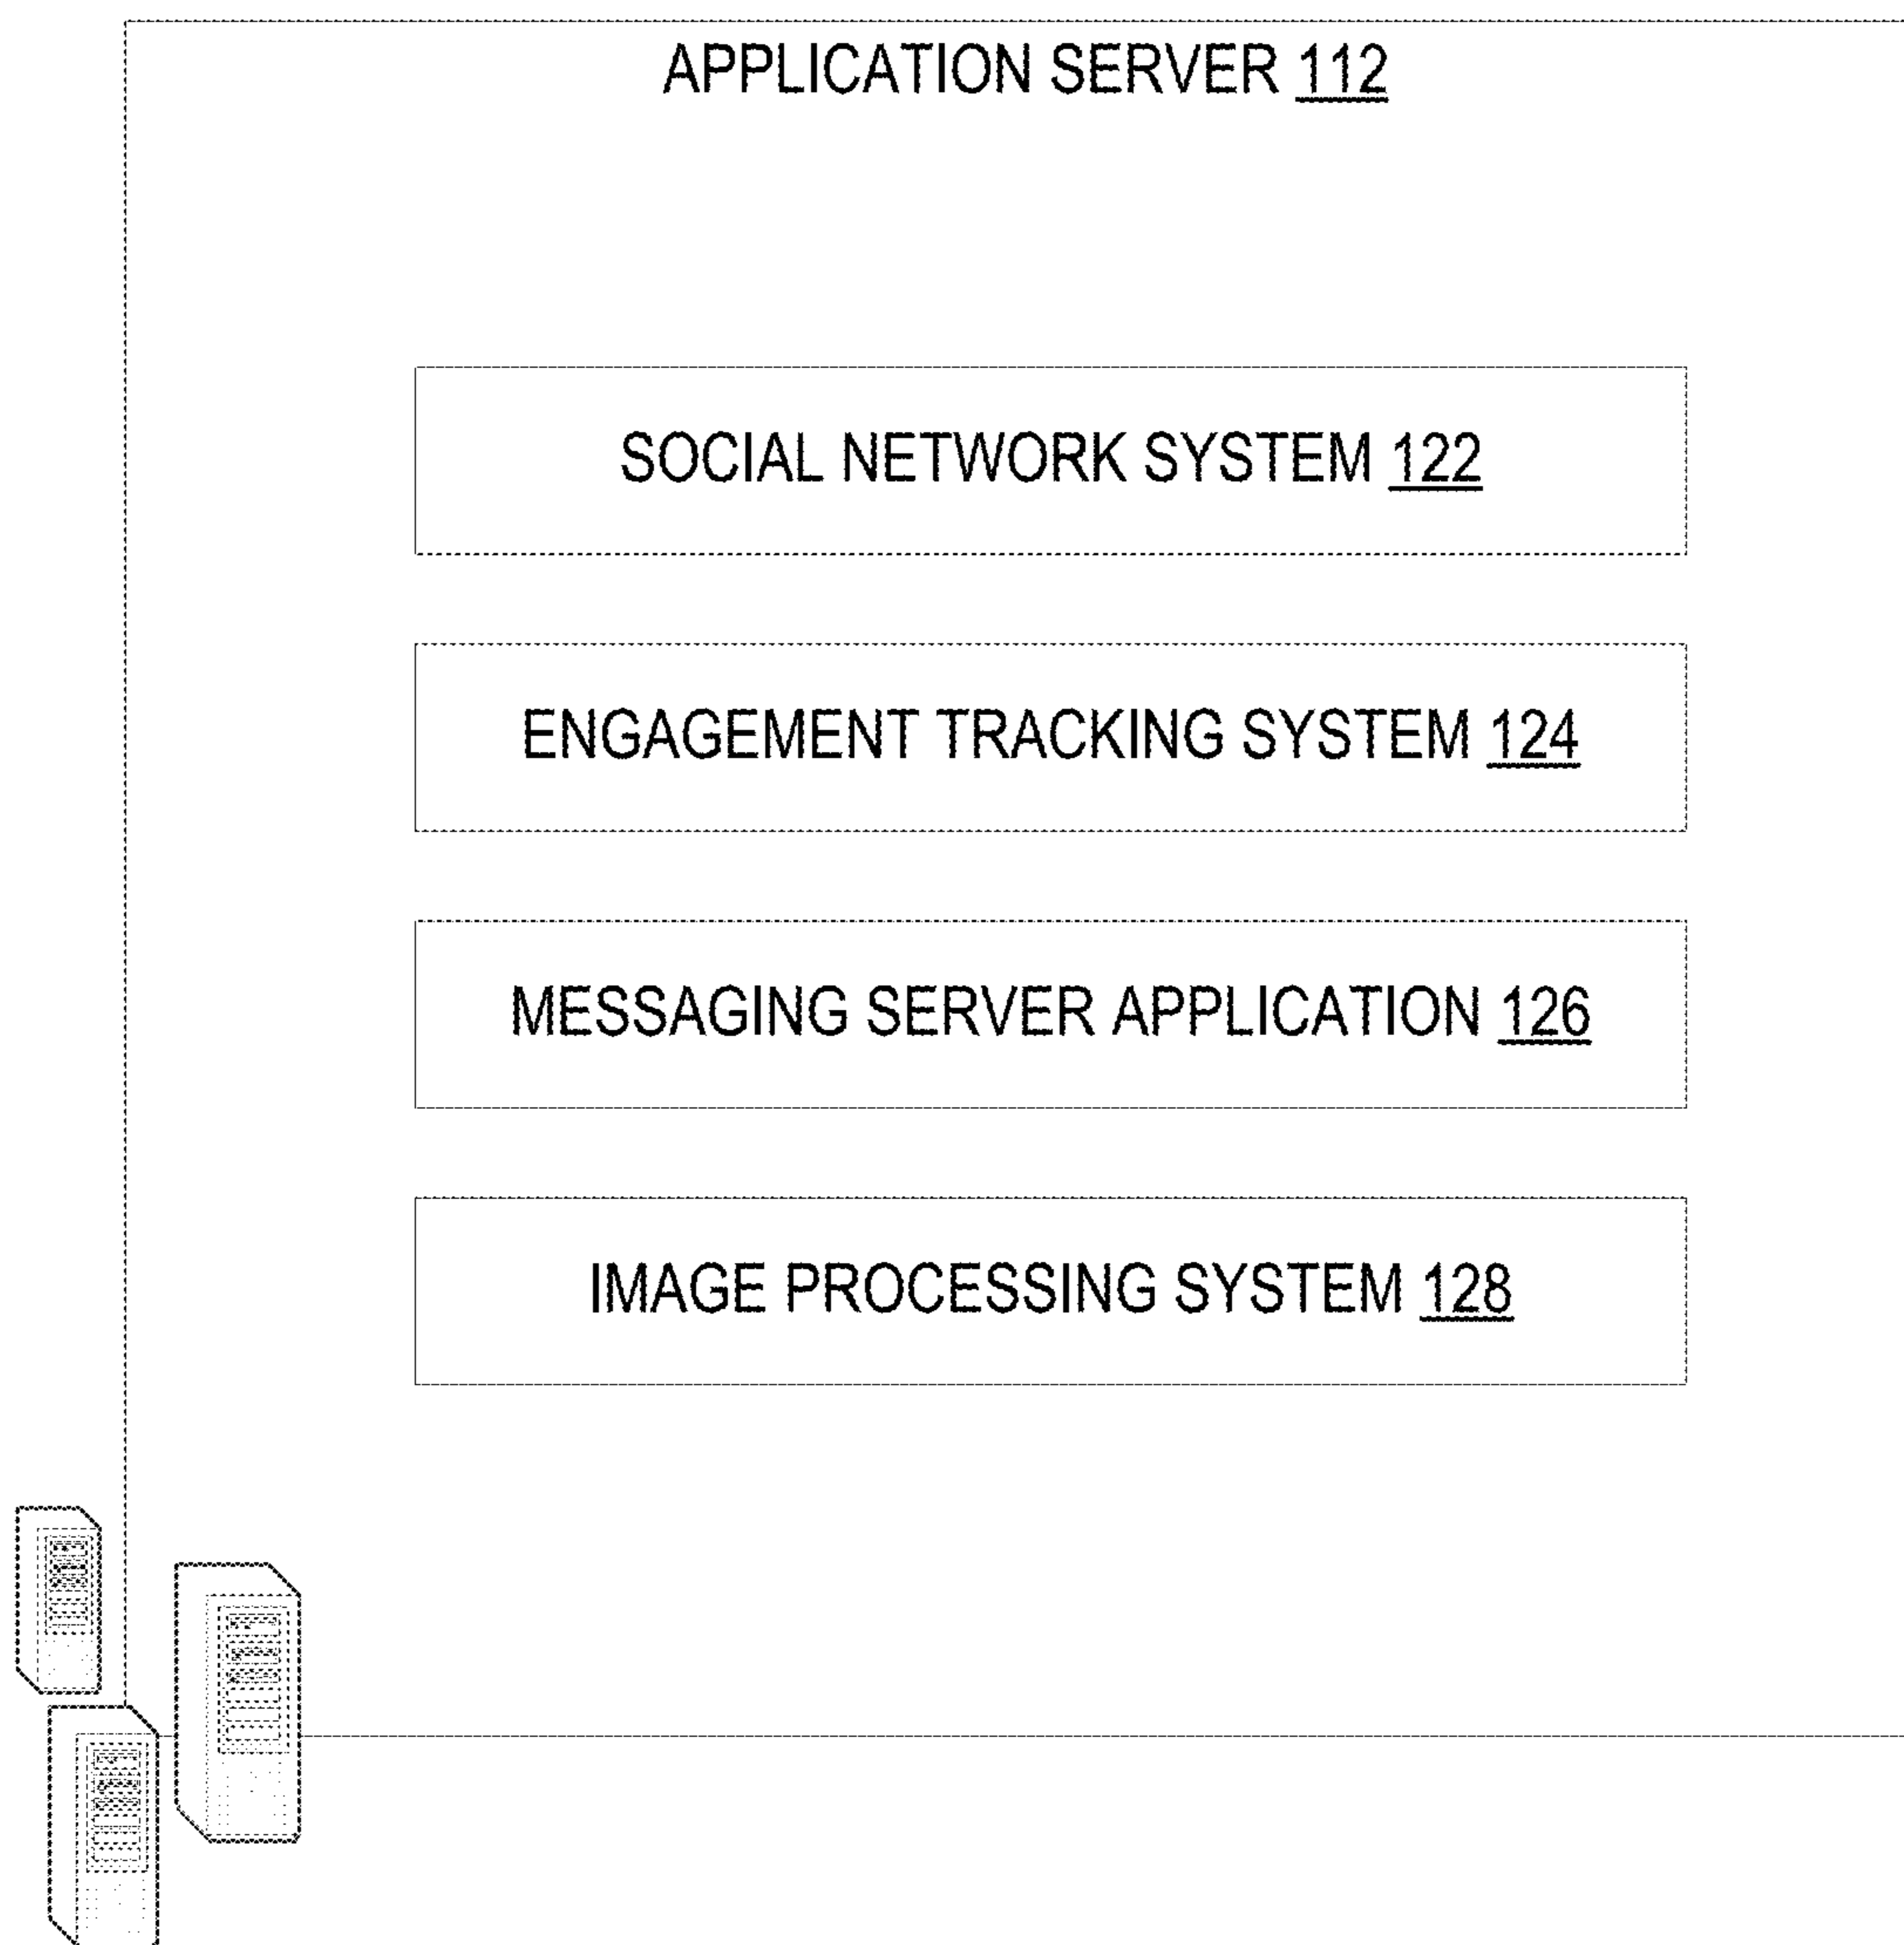 APPLICATION SERVER 112
SOCIAL NETWORK SYSTEM 122
ENGAGEMENT TRACKING SYSTEM 124
MESSAGING SERVER APPLICATION 126
IMAGE PROCESSING SYSTEM 128